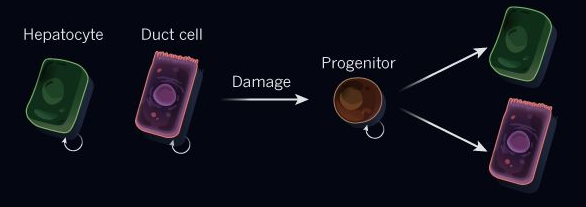 Hepatocyte
Duct cell
Damage
Progenitor